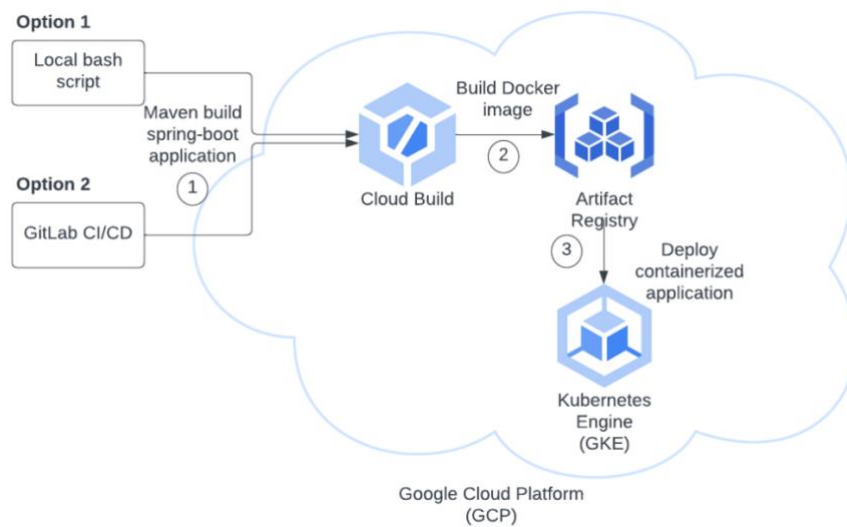 Option 1
Local bash
script
Maven build
spring-boot
application
1
Option 2
GitLab CI/CD
Cloud Build
Build Docker
image
2
Artifact
Registry
3
Deploy
containerized
application
Kubernetes
Engine
(GKE)
Google Cloud Platform
(GCP)